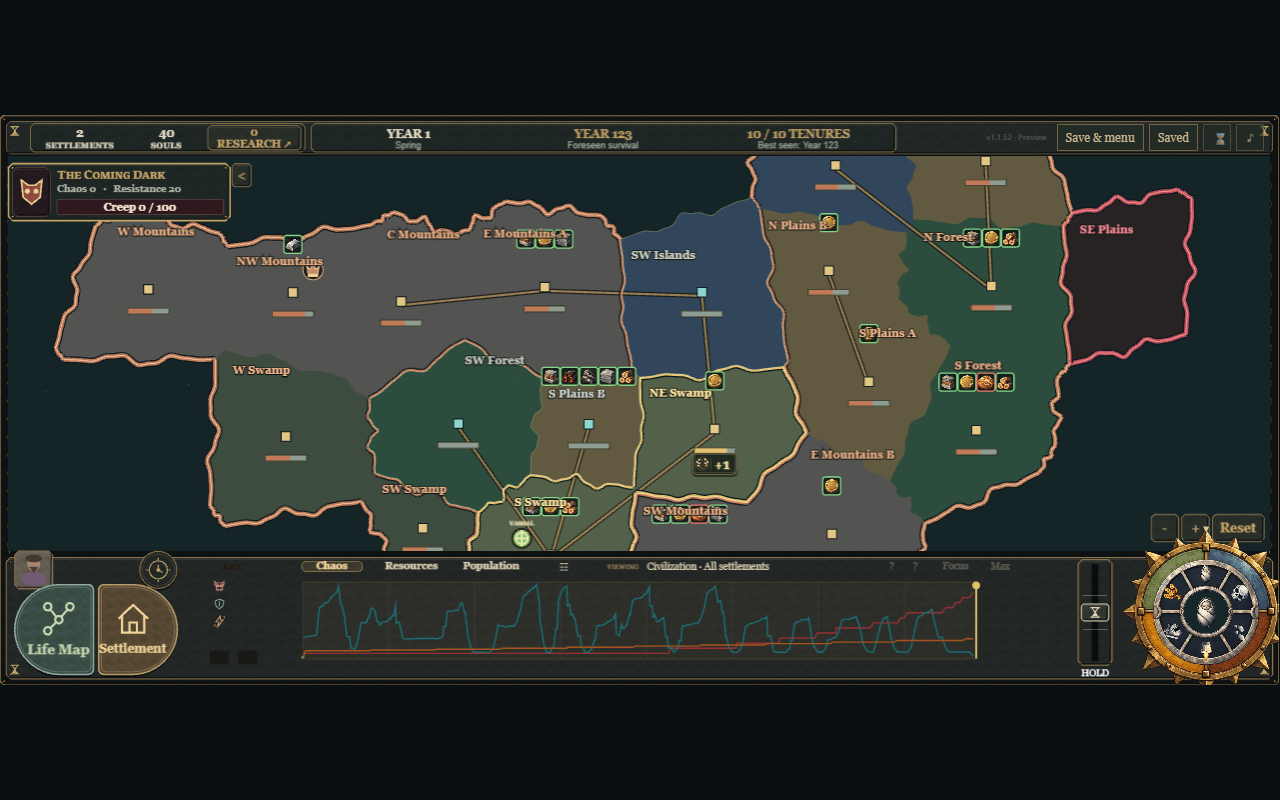 2
SETTLEMENTS
40
SOULS
0
RESEARCH ↗
YEAR 1
Spring
YEAR 123
Foreseen survival
10 / 10 TENURES
Best seen: Year 123
v1.1.52 · Preview
Save & menu
Saved
THE COMING DARK
Chaos 0 · Resistance 20
Creep 0 / 100
<
W Mountains
NW Mountains
C Mountains
E Mountains A
SW Islands
N Plains B
N Forest
SE Plains
S Plains A
W Swamp
SW Forest
S Plains B
NE Swamp
S Forest
+1
E Mountains B
SW Swamp
S Swamp
SW Mountains
VASSAL
-
+
Reset
Life Map
Settlement
Chaos
Resources
Population
VIEWING
Civilization · All settlements
?
?
Focus
Max
HOLD